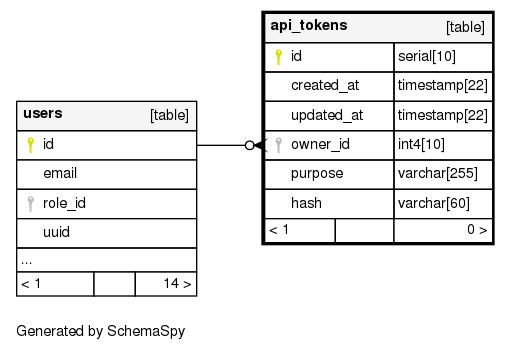 api_tokens [table]
id serial[10]
created_at timestamp[22]
updated_at timestamp[22]
owner_id int4[10]
purpose varchar[255]
hash varchar[60]
< 1 0 >
users [table]
id
email
role_id
uuid
...
< 1 14 >
Generated by SchemaSpy